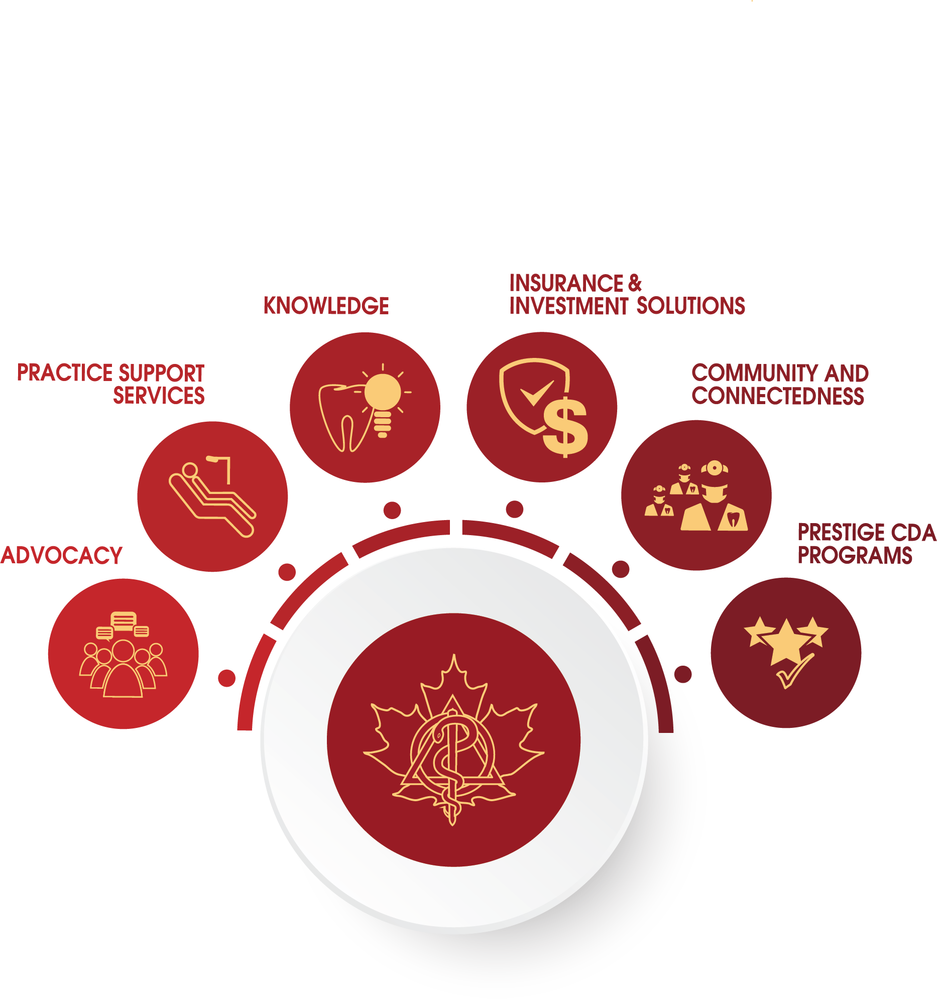 ADVOCACY
PRACTICE SUPPORT
SERVICES
KNOWLEDGE
INSURANCE &
INVESTMENT SOLUTIONS
COMMUNITY AND
CONNECTEDNESS
PRESTIGE CDA
PROGRAMS